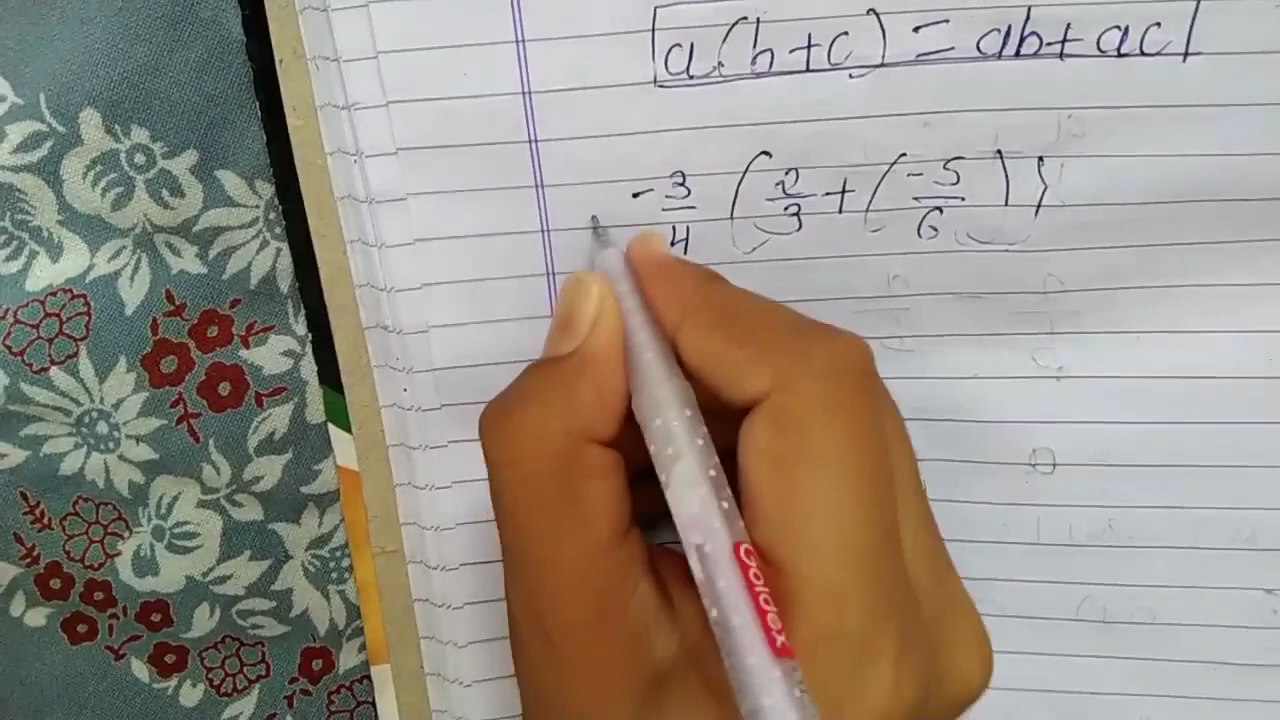 a(b+c) = ab+ac
-3/4 (2/3 + (-5/6)}
Goldex